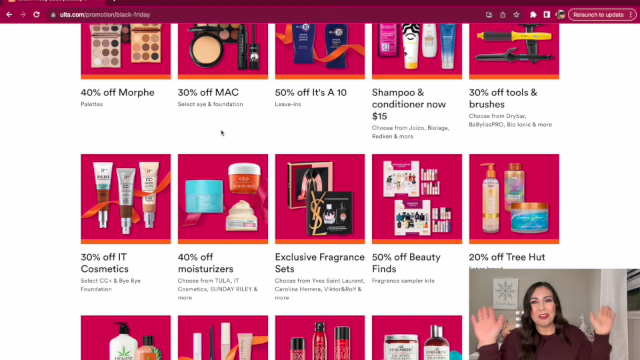 ulta.com/promotion/black-friday
Relaunch to update
40% off Morphe
Palettes
30% off MAC
Select eye & foundation
50% off It's A 10
Leave-ins
Shampoo &
conditioner now
$15
Choose from Joico, Biolage,
Redken & more
30% off tools &
brushes
Choose from Drybar,
BaBylissPRO, Bio Ionic & more
30% off IT
Cosmetics
Select CC+ & Bye Bye
Foundation
40% off
moisturizers
Choose from TULA, IT
Cosmetics, SUNDAY RILEY &
more
Exclusive Fragrance
Sets
Choose from Yves Saint Laurent,
Carolina Herrera, Viktor&Rolf &
more
50% off Beauty
Finds
Fragrance sampler kits
20% off Tree Hut